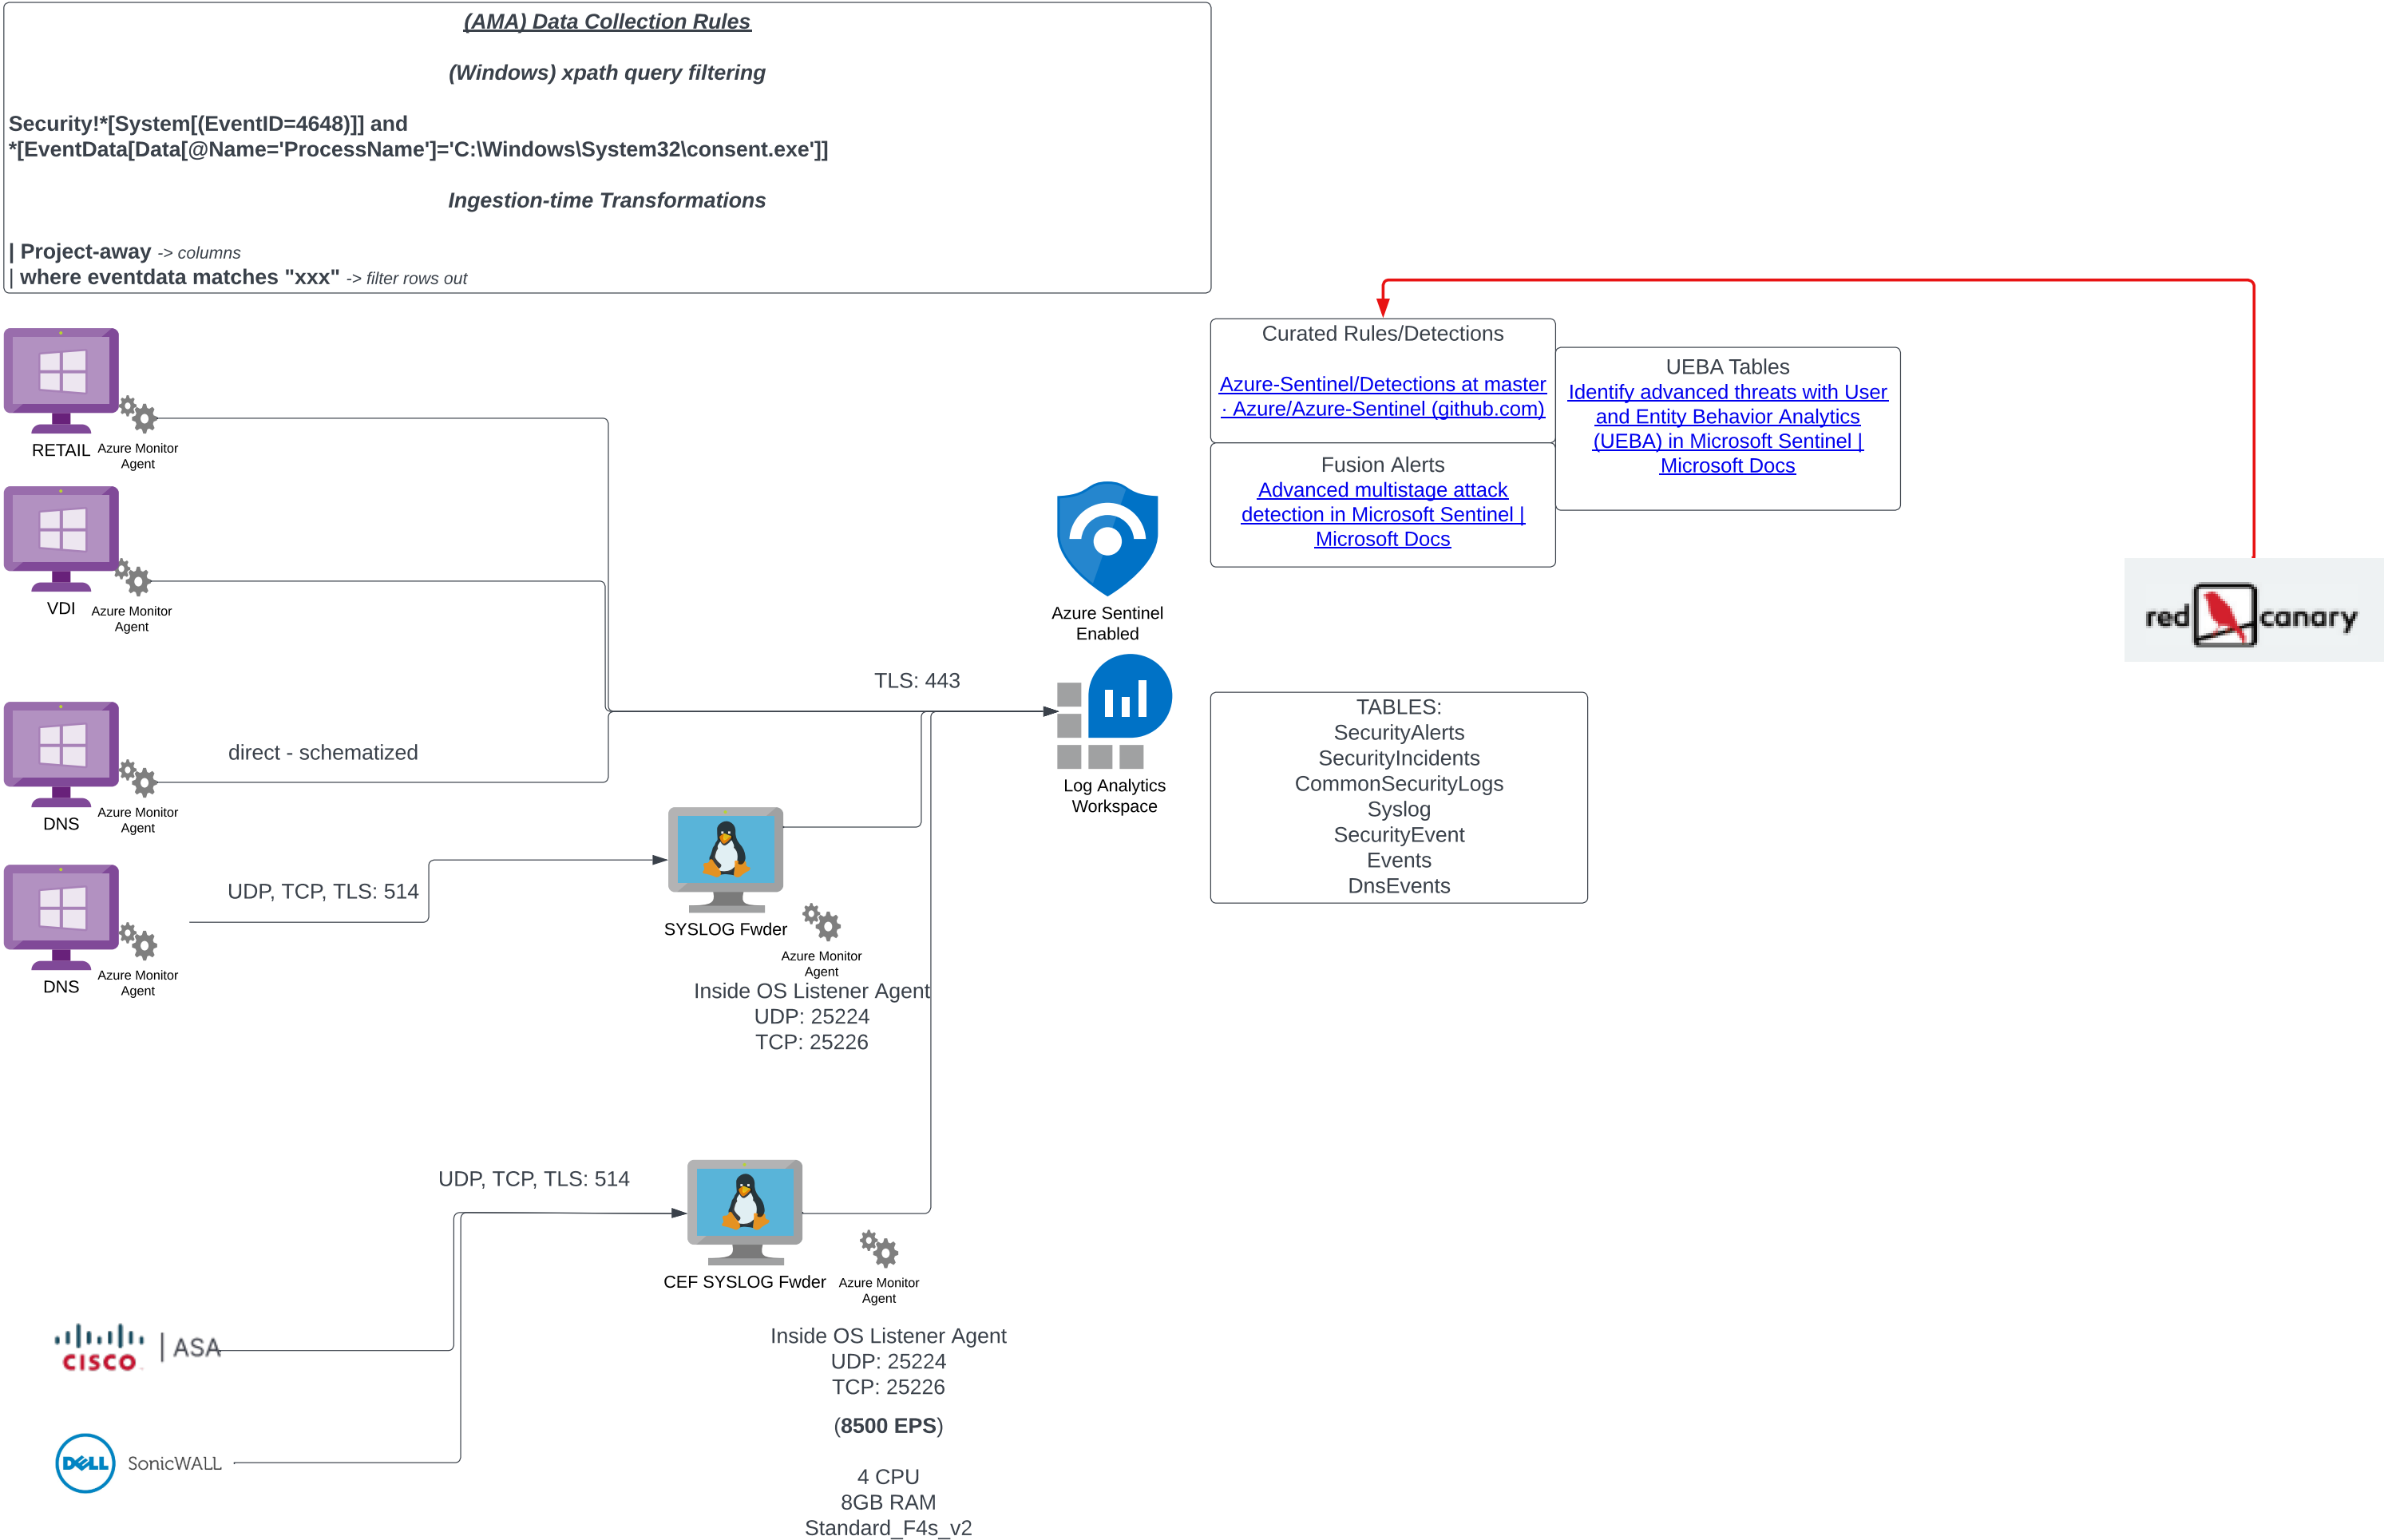 (AMA) Data Collection Rules
(Windows) xpath query filtering
Security!*[System[(EventID=4648)]] and
*[EventData[Data[@Name='ProcessName']='C:\Windows\System32\consent.exe']]
Ingestion-time Transformations
| Project-away -> columns
| where eventdata matches "xxx" -> filter rows out
RETAIL
Azure Monitor
Agent
VDI
Azure Monitor
Agent
direct - schematized
DNS
Azure Monitor
Agent
UDP, TCP, TLS: 514
DNS
Azure Monitor
Agent
TLS: 443
SYSLOG Fwder
Azure Monitor
Agent
Inside OS Listener Agent
UDP: 25224
TCP: 25226
UDP, TCP, TLS: 514
CEF SYSLOG Fwder
Azure Monitor
Agent
Inside OS Listener Agent
UDP: 25224
TCP: 25226
(8500 EPS)
4 CPU
8GB RAM
Standard_F4s_v2
CISCO | ASA
DELL SonicWALL
Azure Sentinel
Enabled
Log Analytics
Workspace
Curated Rules/Detections
Azure-Sentinel/Detections at master
· Azure/Azure-Sentinel (github.com)
Fusion Alerts
Advanced multistage attack
detection in Microsoft Sentinel |
Microsoft Docs
UEBA Tables
Identify advanced threats with User
and Entity Behavior Analytics
(UEBA) in Microsoft Sentinel |
Microsoft Docs
TABLES:
SecurityAlerts
SecurityIncidents
CommonSecurityLogs
Syslog
SecurityEvent
Events
DnsEvents
red canary